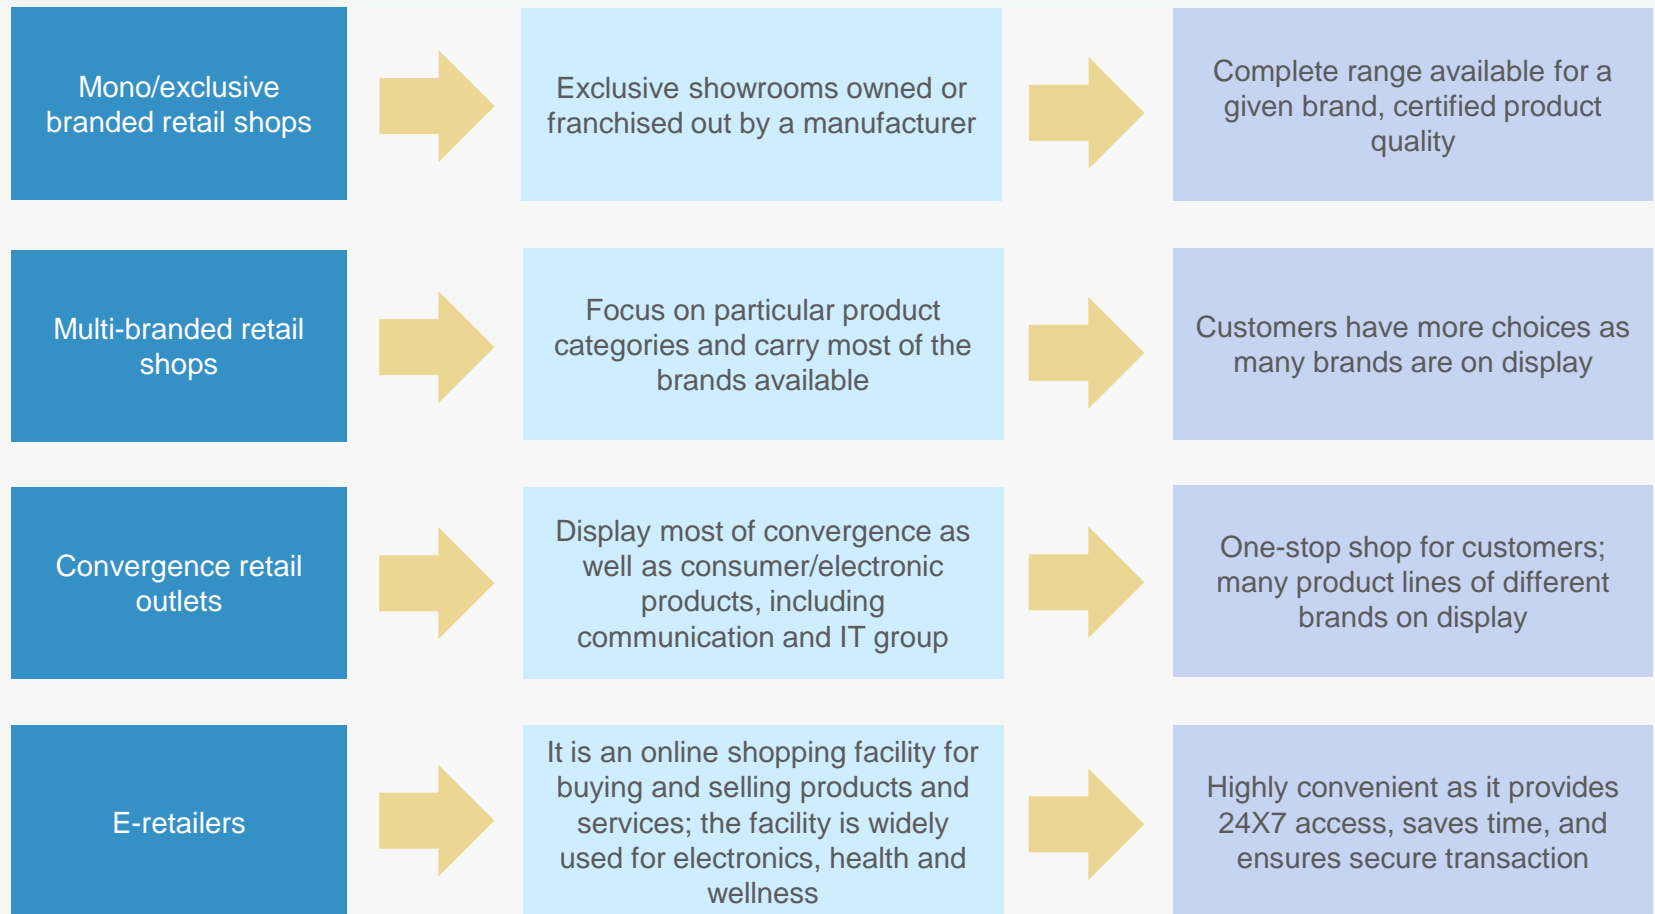 Mono/exclusive
branded retail shops
Exclusive showrooms owned or
franchised out by a manufacturer
Complete range available for a
given brand, certified product
quality
Multi-branded retail
shops
Focus on particular product
categories and carry most of the
brands available
Customers have more choices as
many brands are on display
Convergence retail
outlets
Display most of convergence as
well as consumer/electronic
products, including
communication and IT group
One-stop shop for customers;
many product lines of different
brands on display
E-retailers
It is an online shopping facility for
buying and selling products and
services; the facility is widely
used for electronics, health and
wellness
Highly convenient as it provides
24X7 access, saves time, and
ensures secure transaction